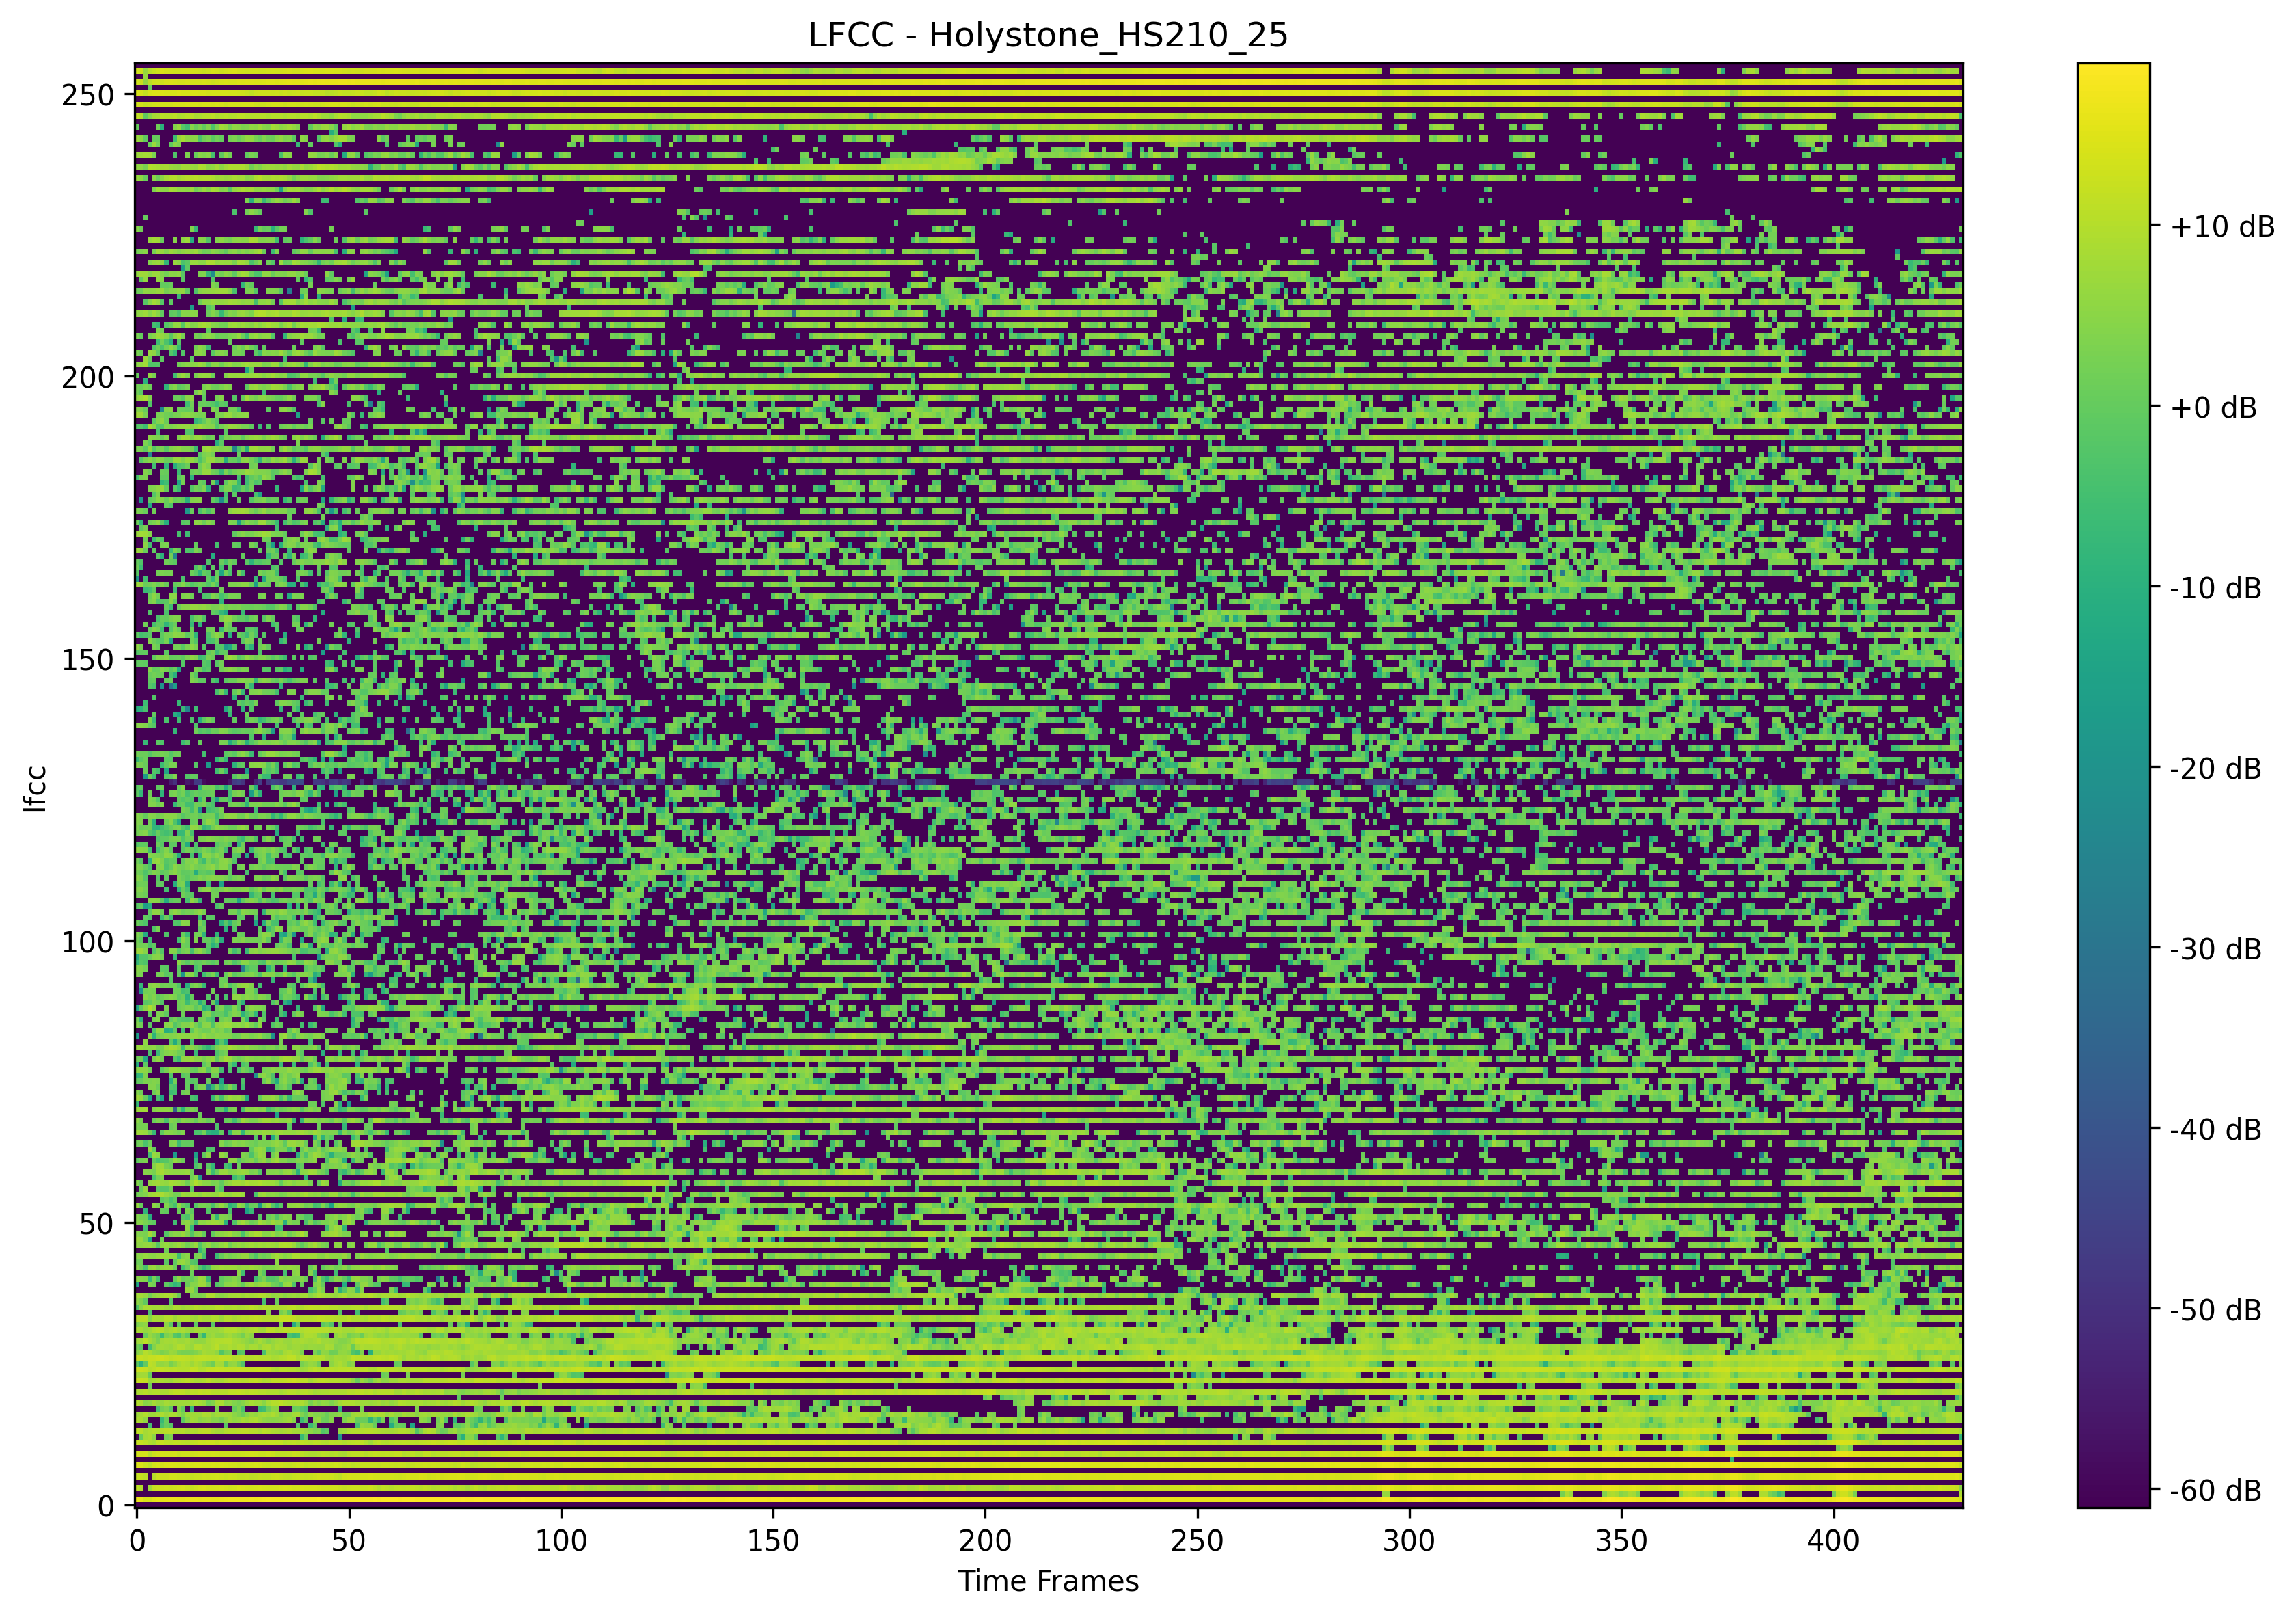 LFCC - Holystone_HS210_25
250
200
150
100
50
0
lfcc
0 50 100 150 200 250 300 350 400
Time Frames
+10 dB
+0 dB
-10 dB
-20 dB
-30 dB
-40 dB
-50 dB
-60 dB